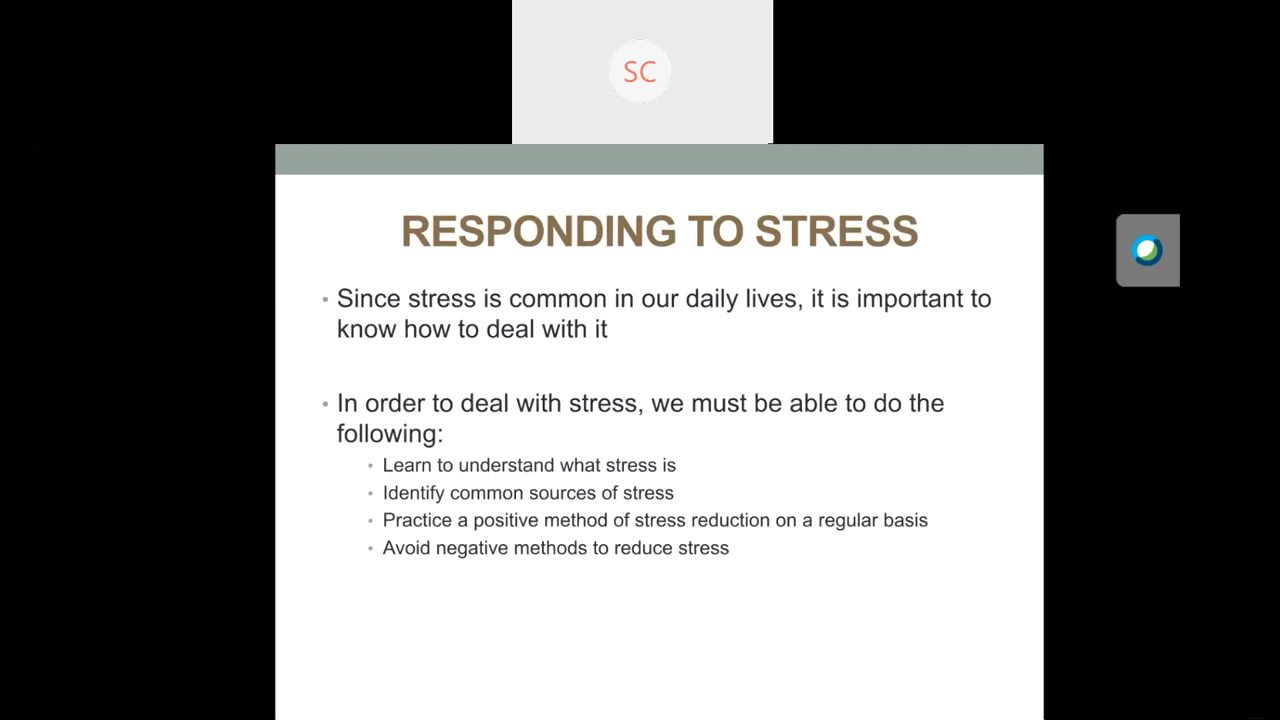 SC
RESPONDING TO STRESS
• Since stress is common in our daily lives, it is important to
know how to deal with it
• In order to deal with stress, we must be able to do the
following:
• Learn to understand what stress is
• Identify common sources of stress
• Practice a positive method of stress reduction on a regular basis
• Avoid negative methods to reduce stress